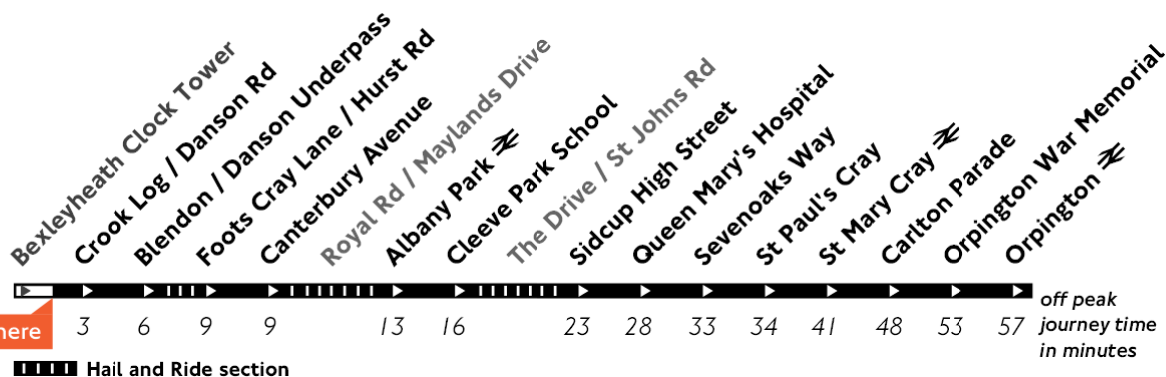 Bexleyheath Clock Tower
Crook Log / Danson Rd
Blendon / Danson Underpass
Foots Cray Lane / Hurst Rd
Canterbury Avenue
Royal Rd / Maylands Drive
Albany Park
Cleeve Park School
The Drive / St Johns Rd
Sidcup High Street
Queen Mary's Hospital
Sevenoaks Way
St Paul's Cray
St Mary Cray
Carlton Parade
Orpington War Memorial
Orpington
here
3 6 9 9 13 16 23 28 33 34 41 48 53 57
off peak
journey time
in minutes
Hail and Ride section